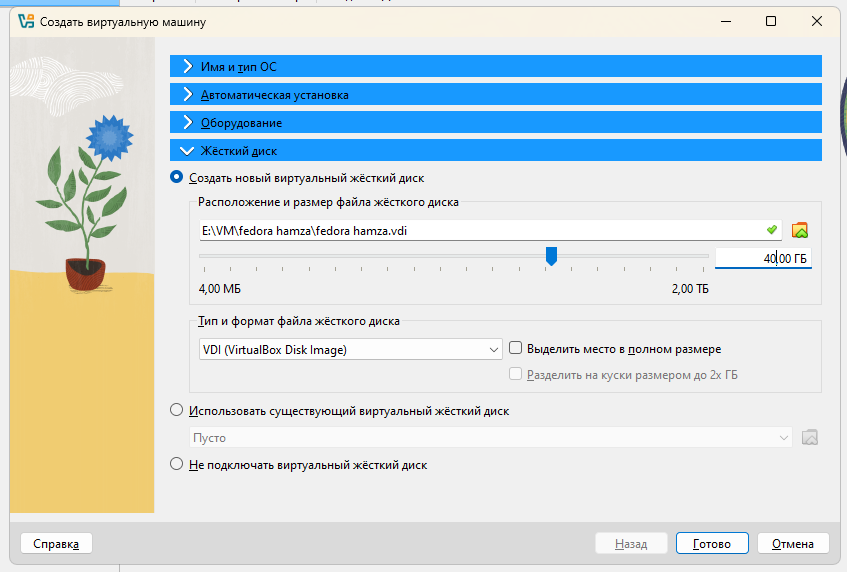 Создать виртуальную машину
Имя и тип ОС
Автоматическая установка
Оборудование
Жёсткий диск
Создать новый виртуальный жёсткий диск
Расположение и размер файла жёсткого диска
E:\VM\fedora hamza\fedora hamza.vdi
40,00 ГБ
4,00 МБ 2,00 ТБ
Тип и формат файла жёсткого диска
VDI (VirtualBox Disk Image) Выделить место в полном размере
Разделить на куски размером до 2х ГБ
Использовать существующий виртуальный жёсткий диск
Пусто
Не подключать виртуальный жёсткий диск
Справка Назад Готово Отмена